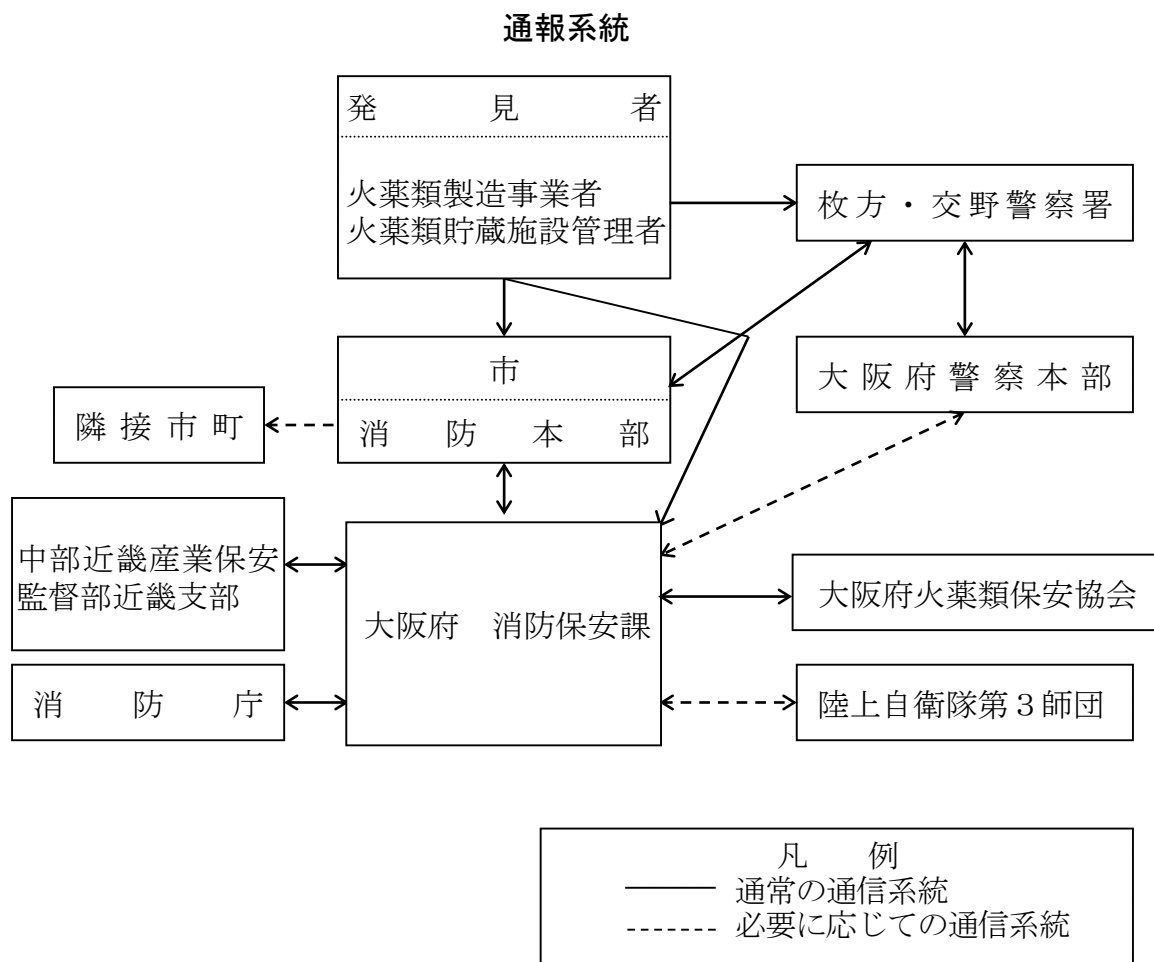 通報系統
発見者
火薬類製造事業者
火薬類貯蔵施設管理者
枚方・交野警察署
市
消防本部
大阪府警察本部
隣接市町
中部近畿産業保安
監督部近畿支部
大阪府　消防保安課
大阪府火薬類保安協会
消防庁
陸上自衛隊第３師団
凡　例
通常の通信系統
必要に応じての通信系統